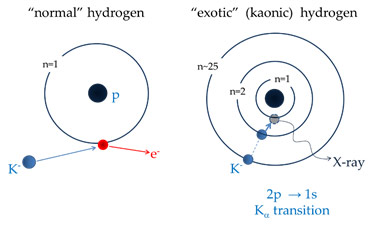 “normal” hydrogen
n=1
p
K⁻
e⁻
“exotic” (kaonic) hydrogen
n~25
n=2
n=1
K⁻
X-ray
2p → 1s
Kα transition